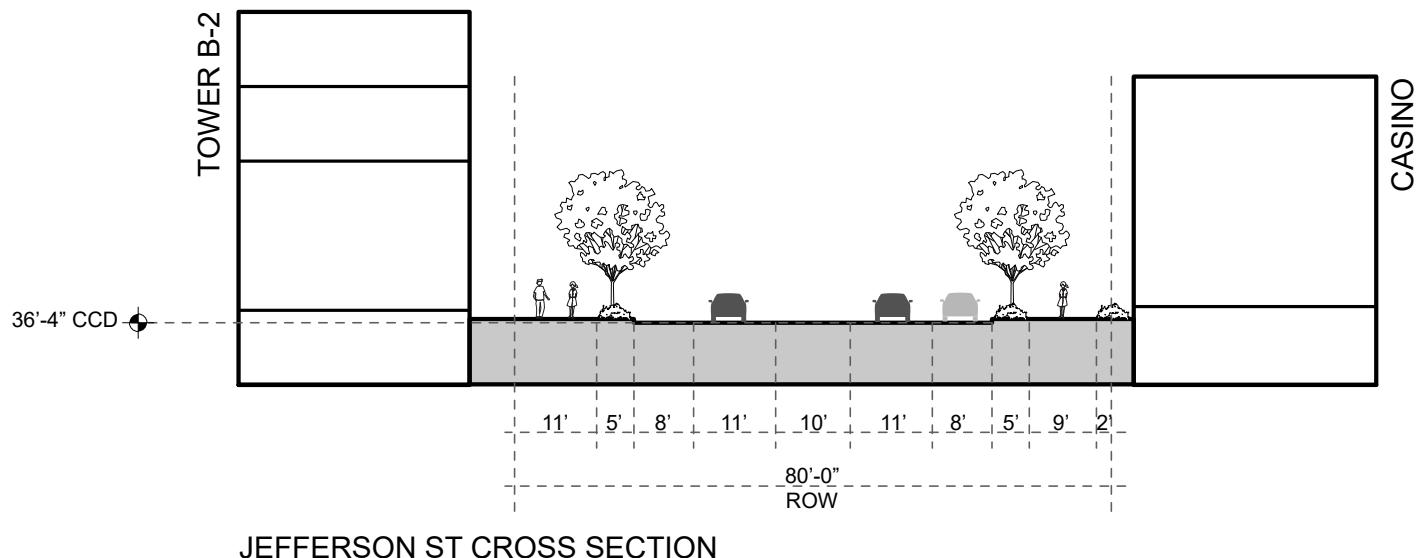 TOWER B-2
CASINO
36’-4” CCD
11’ 5’ 8’ 11’ 10’ 11’ 8’ 5’ 9’ 2’
80’-0”
ROW
JEFFERSON ST CROSS SECTION